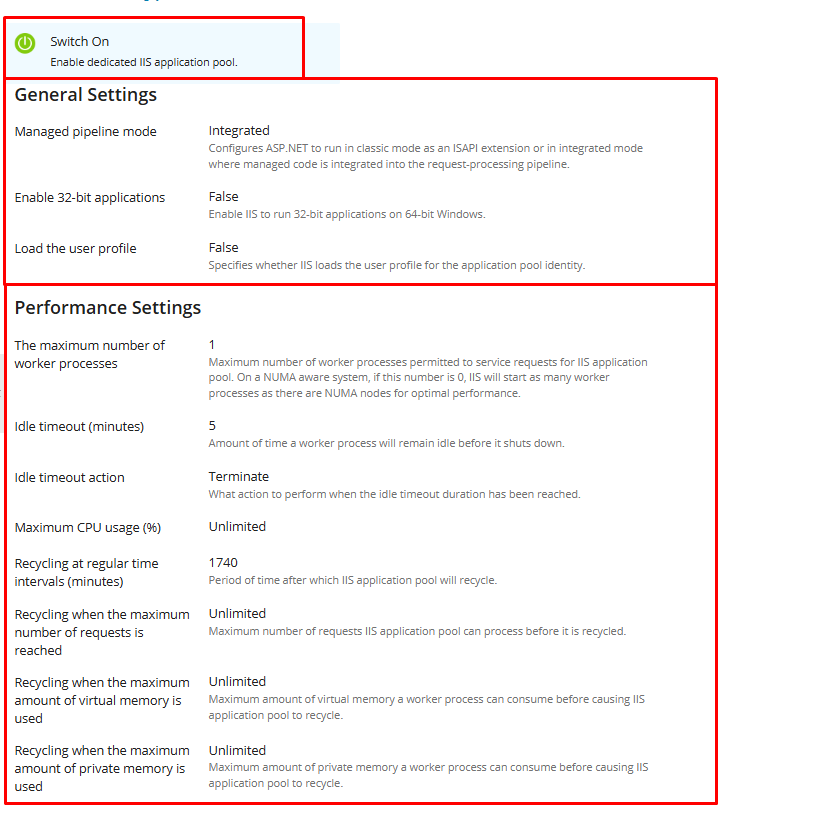 Switch On
Enable dedicated IIS application pool.
General Settings
Managed pipeline mode
Integrated
Configures ASP.NET to run in classic mode as an ISAPI extension or in integrated mode
where managed code is integrated into the request-processing pipeline.
Enable 32-bit applications
False
Enable IIS to run 32-bit applications on 64-bit Windows.
Load the user profile
False
Specifies whether IIS loads the user profile for the application pool identity.
Performance Settings
The maximum number of
worker processes
1
Maximum number of worker processes permitted to service requests for IIS application
pool. On a NUMA aware system, if this number is 0, IIS will start as many worker
processes as there are NUMA nodes for optimal performance.
Idle timeout (minutes)
5
Amount of time a worker process will remain idle before it shuts down.
Idle timeout action
Terminate
What action to perform when the idle timeout duration has been reached.
Maximum CPU usage (%)
Unlimited
Recycling at regular time
intervals (minutes)
1740
Period of time after which IIS application pool will recycle.
Recycling when the maximum
number of requests is
reached
Unlimited
Maximum number of requests IIS application pool can process before it is recycled.
Recycling when the maximum
amount of virtual memory is
used
Unlimited
Maximum amount of virtual memory a worker process can consume before causing IIS
application pool to recycle.
Recycling when the maximum
amount of private memory is
used
Unlimited
Maximum amount of private memory a worker process can consume before causing IIS
application pool to recycle.